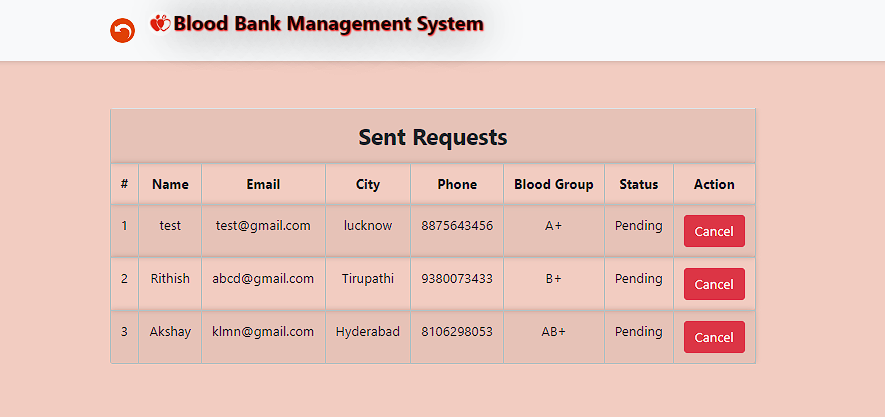 Blood Bank Management System
Sent Requests
# Name Email City Phone Blood Group Status Action
1 test test@gmail.com lucknow 8875643456 A+ Pending Cancel
2 Rithish abcd@gmail.com Tirupathi 9380073433 B+ Pending Cancel
3 Akshay klmn@gmail.com Hyderabad 8106298053 AB+ Pending Cancel